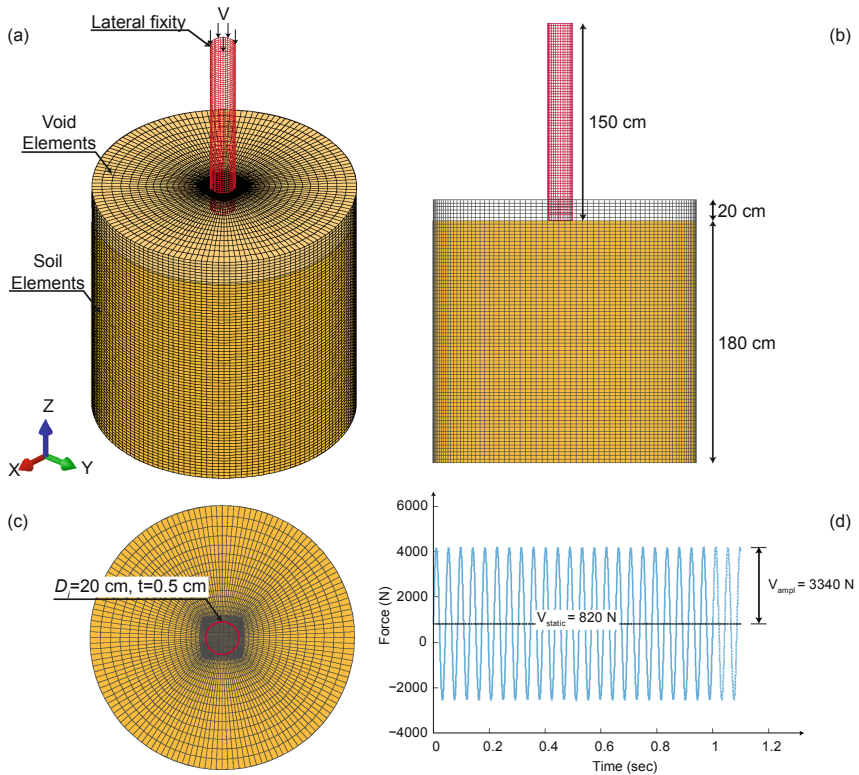 (a)
Lateral fixity
V
Void
Elements
Soil
Elements
Z
X
Y
(b)
150 cm
20 cm
180 cm
(c)
D_i=20 cm, t=0.5 cm
(d)
6000
4000
2000
0
−2000
−4000
Force (N)
V_static = 820 N
V_ampl = 3340 N
0 0.2 0.4 0.6 0.8 1 1.2
Time (sec)